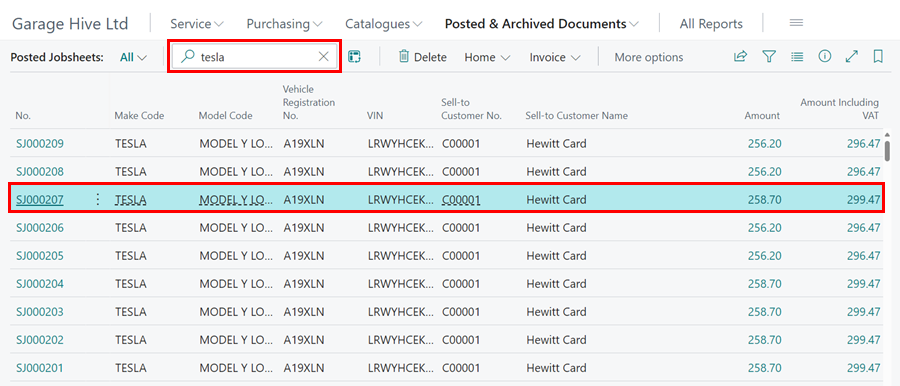 Garage Hive Ltd Service Purchasing Catalogues Posted & Archived Documents All Reports
Posted Jobsheets: All tesla Delete Home Invoice More options
No. Make Code Model Code Vehicle Registration No. VIN Sell-to Customer No. Sell-to Customer Name Amount Amount Including VAT
SJ000209 TESLA MODEL Y LO... A19XLN LRWYHCEK... C00001 Hewitt Card 256.20 296.47
SJ000208 TESLA MODEL Y LO... A19XLN LRWYHCEK... C00001 Hewitt Card 256.20 296.47
SJ000207 TESLA MODEL Y LO... A19XLN LRWYHCEK... C00001 Hewitt Card 258.70 299.47
SJ000206 TESLA MODEL Y LO... A19XLN LRWYHCEK... C00001 Hewitt Card 256.20 296.47
SJ000205 TESLA MODEL Y LO... A19XLN LRWYHCEK... C00001 Hewitt Card 256.20 296.47
SJ000204 TESLA MODEL Y LO... A19XLN LRWYHCEK... C00001 Hewitt Card 258.70 299.47
SJ000203 TESLA MODEL Y LO... A19XLN LRWYHCEK... C00001 Hewitt Card 258.70 299.47
SJ000202 TESLA MODEL Y LO... A19XLN LRWYHCEK... C00001 Hewitt Card 258.70 299.47
SJ000201 TESLA MODEL Y LO... A19XLN LRWYHCEK... C00001 Hewitt Card 258.70 299.47